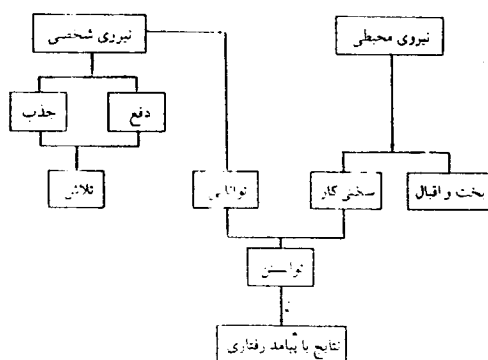 نیروی محیطی
نیروی شخصی
دفع
جذب
بخت و اقبال
سختی کار
توانایی
تلاش
توانستن
نتایج یا پیامد رفتاری